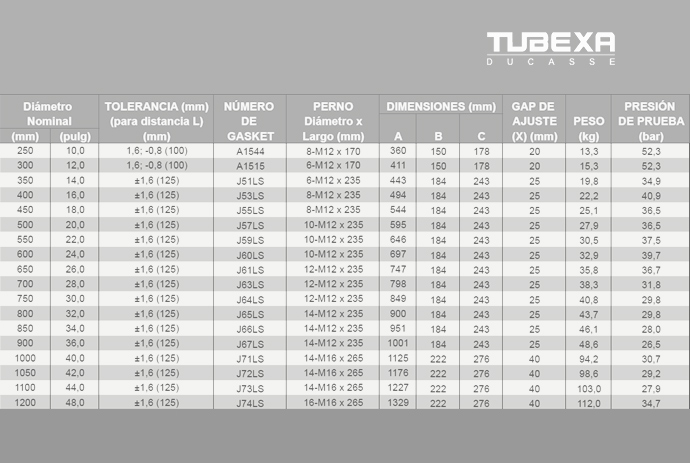 TUBEXA
DUCASSE
Diámetro Nominal TOLERANCIA (mm) (para distancia L) (mm) NÚMERO DE GASKET PERNO Diámetro x Largo (mm) DIMENSIONES (mm) GAP DE AJUSTE (X) (mm) PESO (kg) PRESIÓN DE PRUEBA (bar)
(mm) (pulg) A B C
250 10,0 1,6; -0,8 (100) A1544 8-M12 x 170 360 150 178 20 13,3 52,3
300 12,0 1,6; -0,8 (100) A1515 6-M12 x 170 411 150 178 20 15,3 52,3
350 14,0 ±1,6 (125) J51LS 6-M12 x 235 443 184 243 25 19,8 34,9
400 16,0 ±1,6 (125) J53LS 8-M12 x 235 494 184 243 25 22,2 40,9
450 18,0 ±1,6 (125) J55LS 8-M12 x 235 544 184 243 25 25,1 36,5
500 20,0 ±1,6 (125) J57LS 10-M12 x 235 595 184 243 25 27,9 36,5
550 22,0 ±1,6 (125) J59LS 10-M12 x 235 646 184 243 25 30,5 37,5
600 24,0 ±1,6 (125) J60LS 10-M12 x 235 697 184 243 25 32,9 39,7
650 26,0 ±1,6 (125) J61LS 12-M12 x 235 747 184 243 25 35,8 36,7
700 28,0 ±1,6 (125) J63LS 12-M12 x 235 798 184 243 25 38,3 31,8
750 30,0 ±1,6 (125) J64LS 12-M12 x 235 849 184 243 25 40,8 29,8
800 32,0 ±1,6 (125) J65LS 14-M12 x 235 900 184 243 25 43,7 29,8
850 34,0 ±1,6 (125) J66LS 14-M12 x 235 951 184 243 25 46,1 28,0
900 36,0 ±1,6 (125) J67LS 14-M12 x 235 1001 184 243 25 48,6 26,5
1000 40,0 ±1,6 (125) J71LS 14-M16 x 265 1125 222 276 40 94,2 30,7
1050 42,0 ±1,6 (125) J72LS 14-M16 x 265 1176 222 276 40 98,6 29,2
1100 44,0 ±1,6 (125) J73LS 14-M16 x 265 1227 222 276 40 103,0 27,9
1200 48,0 ±1,6 (125) J74LS 16-M16 x 265 1329 222 276 40 112,0 34,7